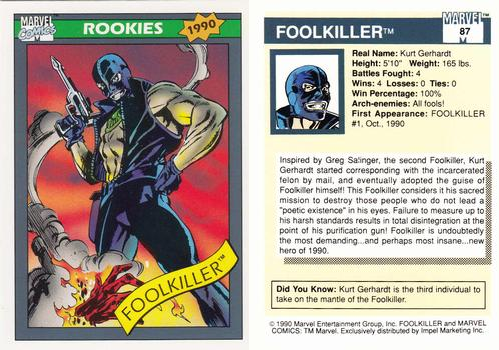 MARVEL
COMICS
ROOKIES
1990
FOOLKILLER™
FOOLKILLER™
MARVEL™
87
Real Name: Kurt Gerhardt
Height: 5'10" Weight: 165 lbs.
Battles Fought: 4
Wins: 4 Losses: 0 Ties: 0
Win Percentage: 100%
Arch-enemies: All fools!
First Appearance: FOOLKILLER
#1, Oct., 1990
Inspired by Greg Salinger, the second Foolkiller, Kurt
Gerhardt started corresponding with the incarcerated
felon by mail, and eventually adopted the guise of
Foolkiller himself! This Foolkiller considers it his sacred
mission to destroy those people who do not lead a
"poetic existence" in his eyes. Failure to measure up to
his harsh standards results in total disintegration at the
point of his purification gun! Foolkiller is undoubtedly
the most demanding...and perhaps most insane...new
hero of 1990.
Did You Know: Kurt Gerhardt is the third individual to
take on the mantle of the Foolkiller.
© 1990 Marvel Entertainment Group, Inc. FOOLKILLER and MARVEL
COMICS: TM Marvel. Exclusively distributed by Impel Marketing Inc.